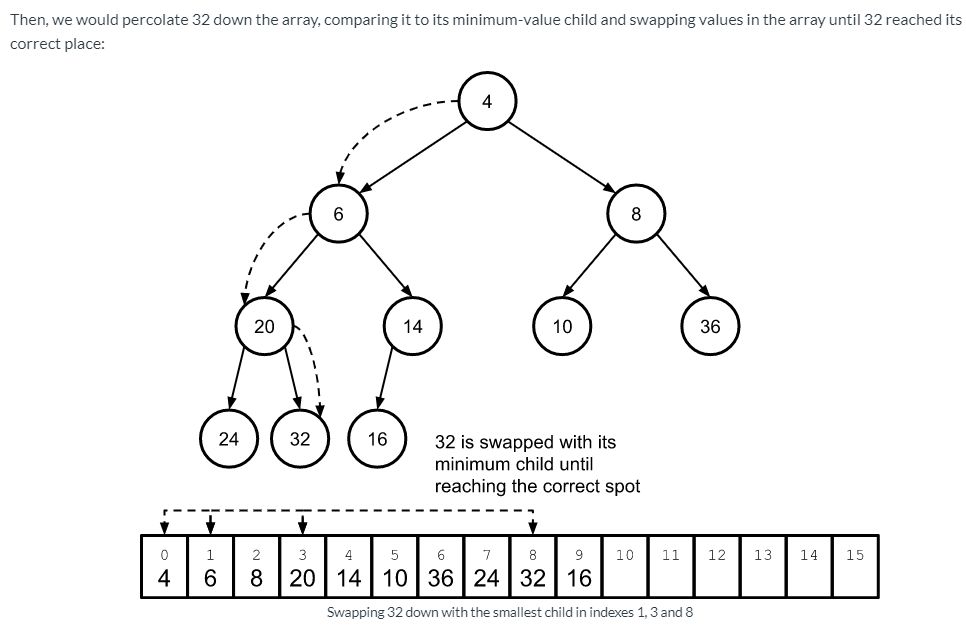 Then, we would percolate 32 down the array, comparing it to its minimum-value child and swapping values in the array until 32 reached its
correct place:
4
6 8
20 14 10 36
24 32 16
32 is swapped with its
minimum child until
reaching the correct spot
0 1 2 3 4 5 6 7 8 9 10 11 12 13 14 15
4 6 8 20 14 10 36 24 32 16
Swapping 32 down with the smallest child in indexes 1, 3 and 8